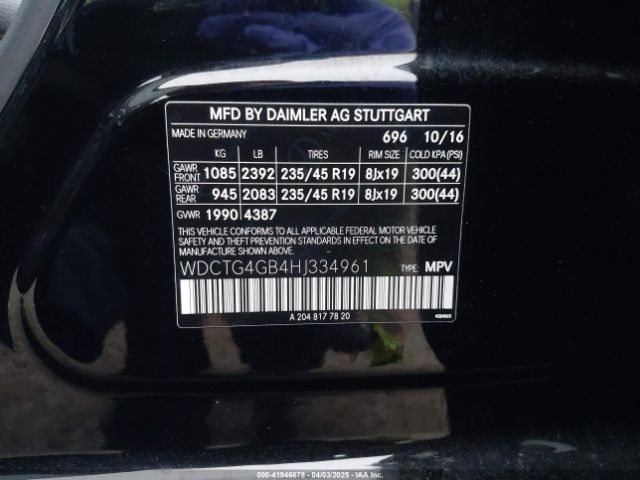 MFD BY DAIMLER AG STUTTGART
MADE IN GERMANY 696 10/16
KG LB TIRES RIM SIZE COLD KPA(PSI)
GAWR FRONT 1085 2392 235/45 R19 8Jx19 300(44)
GAWR REAR 945 2083 235/45 R19 8Jx19 300(44)
GVWR 1990 4387
THIS VEHICLE CONFORMS TO ALL APPLICABLE FEDERAL MOTOR VEHICLE
SAFETY AND THEFT PREVENTION STANDARDS IN EFFECT ON THE
DATE OF MANUFACTURE SHOWN ABOVE.
WDCTG4GB4HJ334961 TYPE: MPV
A 204 817 78 20
000-41946878 - 04/03/2025 - IAA Inc.